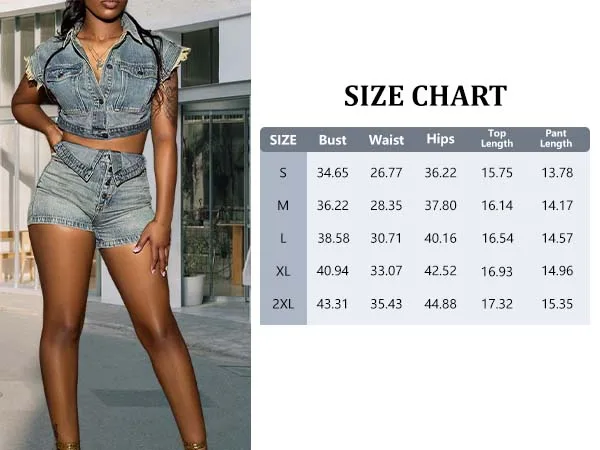 SIZE CHART
SIZE Bust Waist Hips Top Length Pant Length
S 34.65 26.77 36.22 15.75 13.78
M 36.22 28.35 37.80 16.14 14.17
L 38.58 30.71 40.16 16.54 14.57
XL 40.94 33.07 42.52 16.93 14.96
2XL 43.31 35.43 44.88 17.32 15.35